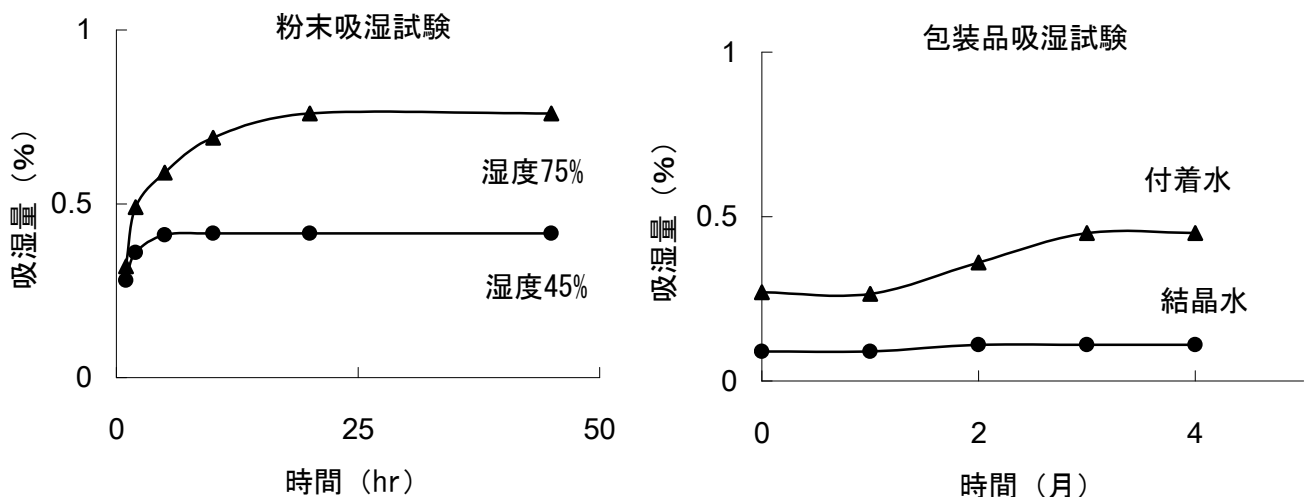 粉末吸湿試験
1
0.5
0
吸湿量（％）
湿度75%
湿度45%
0
25
50
時間（hr）
包装品吸湿試験
1
0.5
0
吸湿量（％）
付着水
結晶水
0
2
4
時間（月）